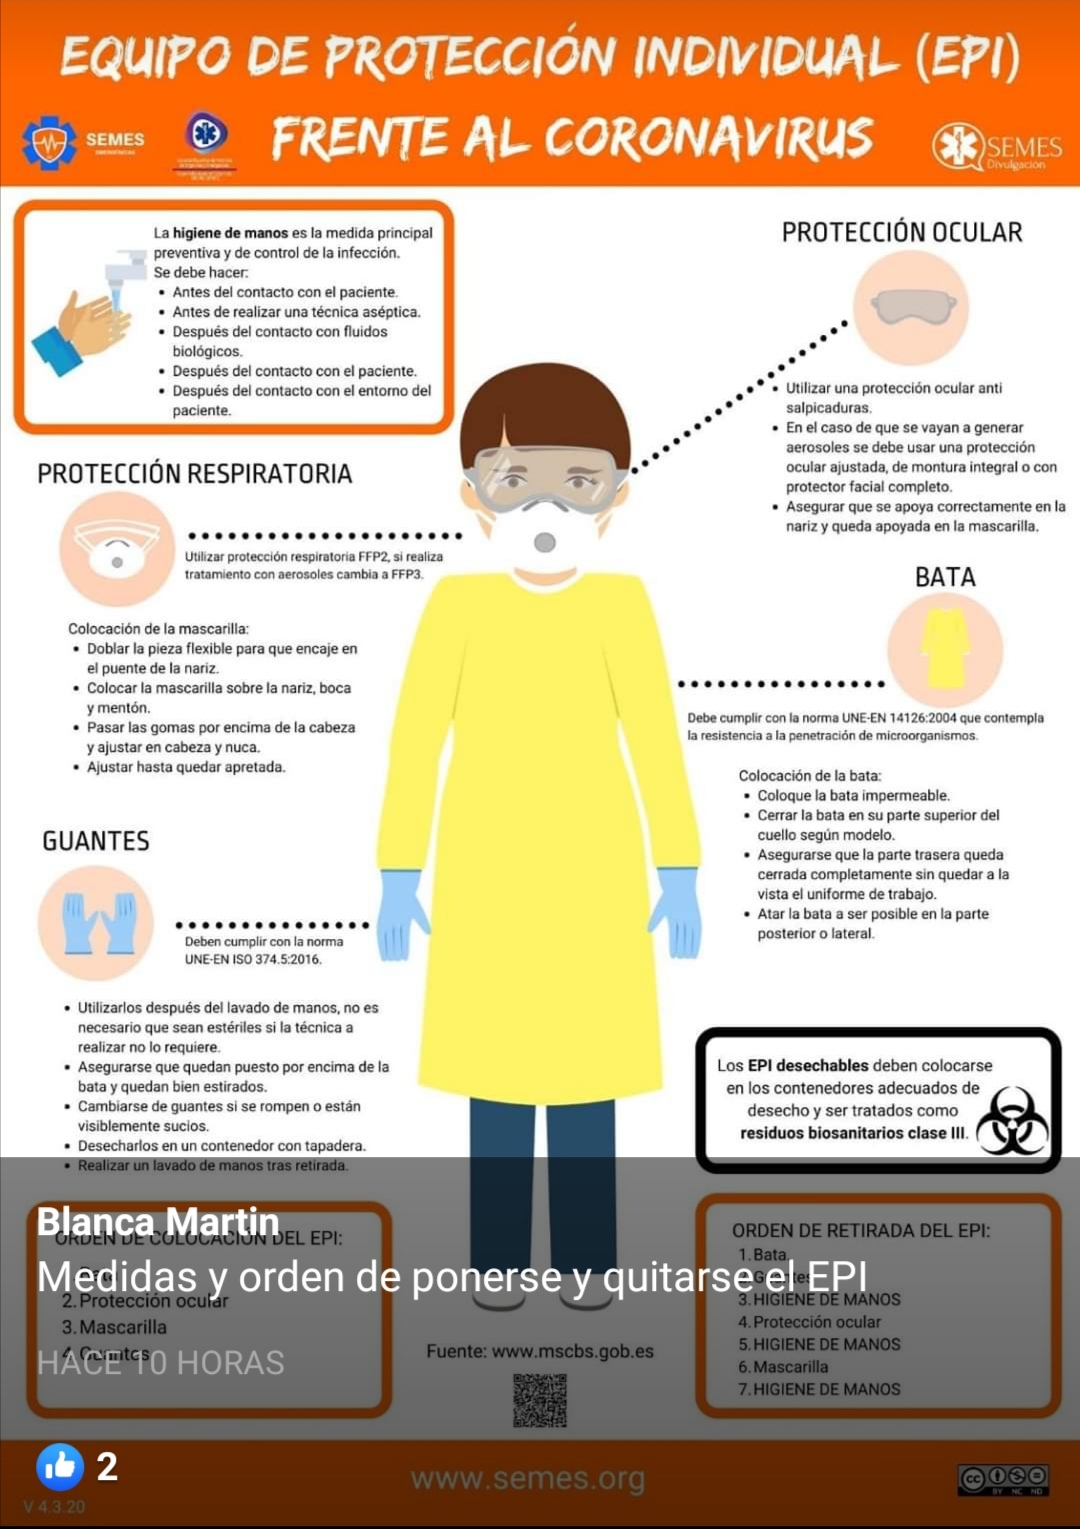 EQUIPO DE PROTECCIÓN INDIVIDUAL (EPI)
FRENTE AL CORONAVIRUS
SEMES
EMERGENCIAS
SEMES
Divulgación
La higiene de manos es la medida principal
preventiva y de control de la infección.
Se debe hacer:
• Antes del contacto con el paciente.
• Antes de realizar una técnica aséptica.
• Después del contacto con fluidos
biológicos.
• Después del contacto con el paciente.
• Después del contacto con el entorno del
paciente.
PROTECCIÓN OCULAR
• Utilizar una protección ocular anti
salpicaduras.
• En el caso de que se vayan a generar
aerosoles se debe usar una protección
ocular ajustada, de montura integral o con
protector facial completo.
• Asegurar que se apoya correctamente en la
nariz y queda apoyada en la mascarilla.
PROTECCIÓN RESPIRATORIA
Utilizar protección respiratoria FFP2, si realiza
tratamiento con aerosoles cambia a FFP3.
Colocación de la mascarilla:
• Doblar la pieza flexible para que encaje en
el puente de la nariz.
• Colocar la mascarilla sobre la nariz, boca
y mentón.
• Pasar las gomas por encima de la cabeza
y ajustar en cabeza y nuca.
• Ajustar hasta quedar apretada.
BATA
Debe cumplir con la norma UNE-EN 14126:2004 que contempla
la resistencia a la penetración de microorganismos.
Colocación de la bata:
• Coloque la bata impermeable.
• Cerrar la bata en su parte superior del
cuello según modelo.
• Asegurarse que la parte trasera queda
cerrada completamente sin quedar a la
vista el uniforme de trabajo.
• Atar la bata a ser posible en la parte
posterior o lateral.
GUANTES
Deben cumplir con la norma
UNE-EN ISO 374.5:2016.
• Utilizarlos después del lavado de manos, no es
necesario que sean estériles si la técnica a
realizar no lo requiere.
• Asegurarse que quedan puesto por encima de la
bata y quedan bien estirados.
• Cambiarse de guantes si se rompen o están
visiblemente sucios.
• Desecharlos en un contenedor con tapadera.
• Realizar un lavado de manos tras retirada.
Los EPI desechables deben colocarse
en los contenedores adecuados de
desecho y ser tratados como
residuos biosanitarios clase III.
ORDEN DE COLOCACIÓN DEL EPI:
2. Protección ocular
3. Mascarilla
4. Guantes
ORDEN DE RETIRADA DEL EPI:
1. Bata.
2. Guantes
3. HIGIENE DE MANOS
4. Protección ocular
5. HIGIENE DE MANOS
6. Mascarilla
7. HIGIENE DE MANOS
Blanca Martin
Medidas y orden de ponerse y quitarse el EPI
HACE 10 HORAS
Fuente: www.mscbs.gob.es
2
www.semes.org
V 4.3.20
cc
BY NC ND